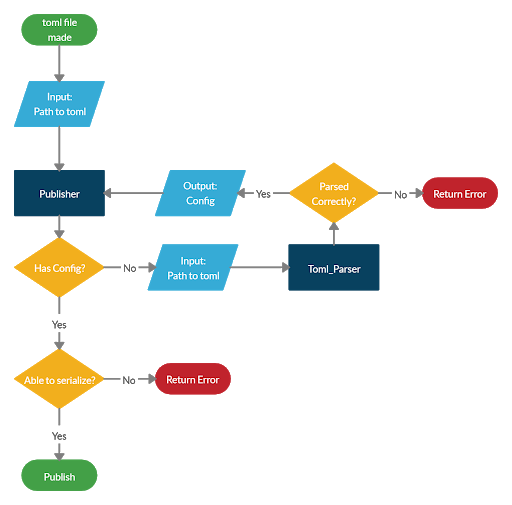 toml file
made
Input:
Path to toml
Publisher
Output:
Config
Yes
Parsed
Correctly?
No
Return Error
Has Config?
No
Input:
Path to toml
Toml_Parser
Yes
Able to serialize?
No
Return Error
Yes
Publish